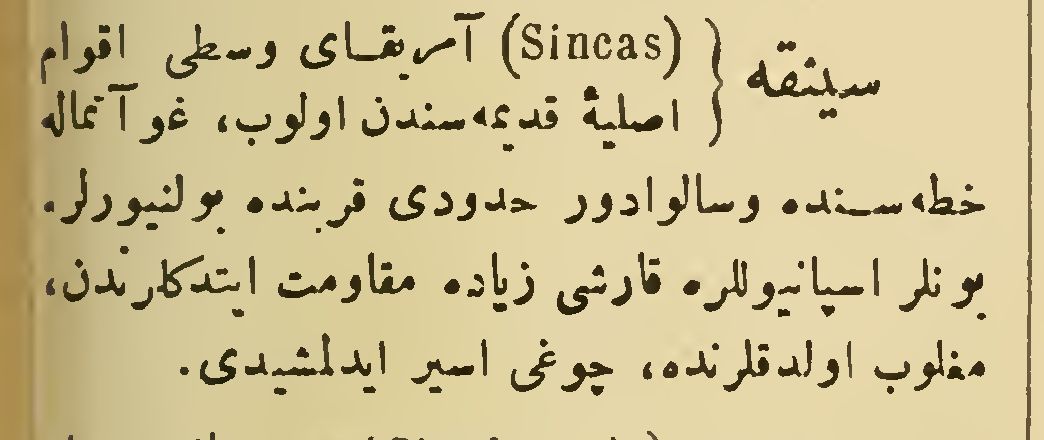 سینقه { (Sincas) آمریقای وسطی اقوام
اصلیهٔ قدیمه‌سندن اولوب، غوآتماله
خطه‌سنده وسالوادور حدودی قربنده بولنیورلر.
بونلر اسپانیوللره قارشی زیاده مقاومت ایتدکلرندن،
مغلوب اولدقلرنده، چوغی اسیر ایدلمشیدی.